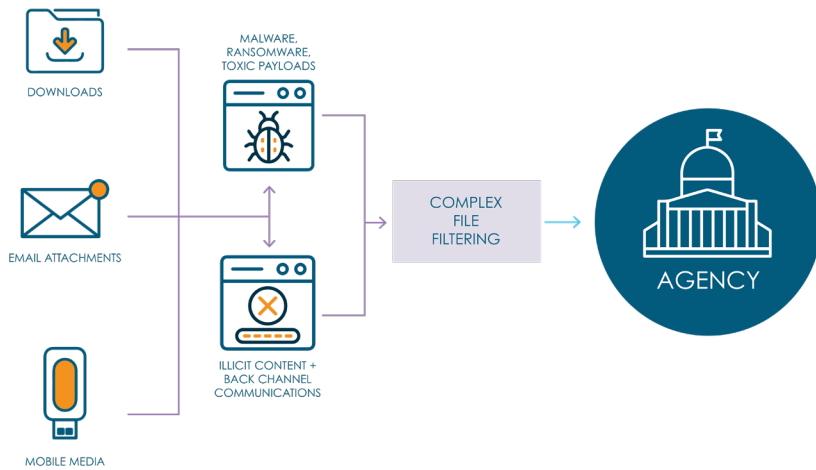 DOWNLOADS
EMAIL ATTACHMENTS
MOBILE MEDIA
MALWARE,
RANSOMWARE,
TOXIC PAYLOADS
ILLICIT CONTENT +
BACK CHANNEL
COMMUNICATIONS
COMPLEX
FILE
FILTERING
AGENCY